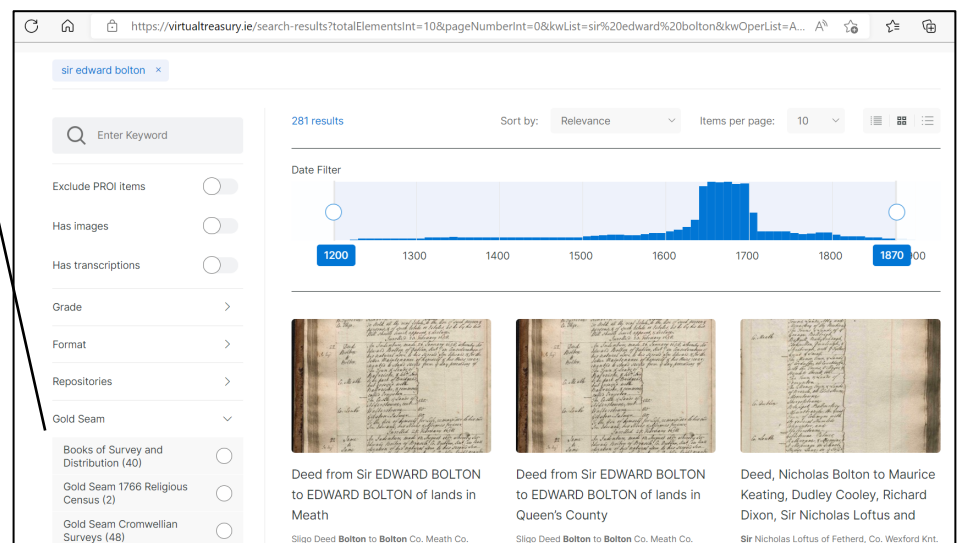 https://virtualtreasury.ie/search-results?totalElementsInt=10&pageNumberInt=0&kwList=sir%20edward%20bolton&kwOperList=A...
sir edward bolton ×
Enter Keyword
Exclude PROI items
Has images
Has transcriptions
Grade
Format
Repositories
Gold Seam
Books of Survey and
Distribution (40)
Gold Seam 1766 Religious
Census (2)
Gold Seam Cromwellian
Surveys (48)
281 results
Sort by: Relevance
Items per page: 10
Date Filter
1200 1300 1400 1500 1600 1700 1800 1870 00
Deed from Sir EDWARD BOLTON
to EDWARD BOLTON of lands in
Meath
Sligo Deed Bolton to Bolton Co. Meath Co.
Deed from Sir EDWARD BOLTON
to EDWARD BOLTON of lands in
Queen's County
Sligo Deed Bolton to Bolton Co. Meath Co.
Deed, Nicholas Bolton to Maurice
Keating, Dudley Cooley, Richard
Dixon, Sir Nicholas Loftus and
Sir Nicholas Loftus of Fetherd, Co. Wexford Knt.